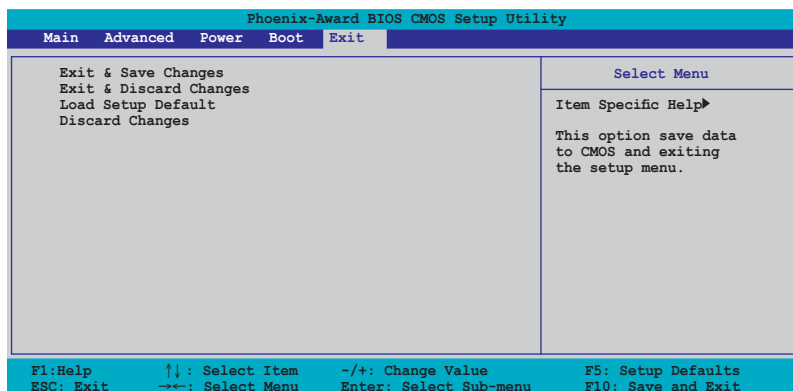 Phoenix-Award BIOS CMOS Setup Utility
Main Advanced Power Boot Exit
Exit & Save Changes
Exit & Discard Changes
Load Setup Default
Discard Changes
Select Menu
Item Specific Help▶
This option save data
to CMOS and exiting
the setup menu.
F1:Help ↑↓: Select Item -/+: Change Value F5: Setup Defaults
ESC: Exit →←: Select Menu Enter: Select Sub-menu F10: Save and Exit